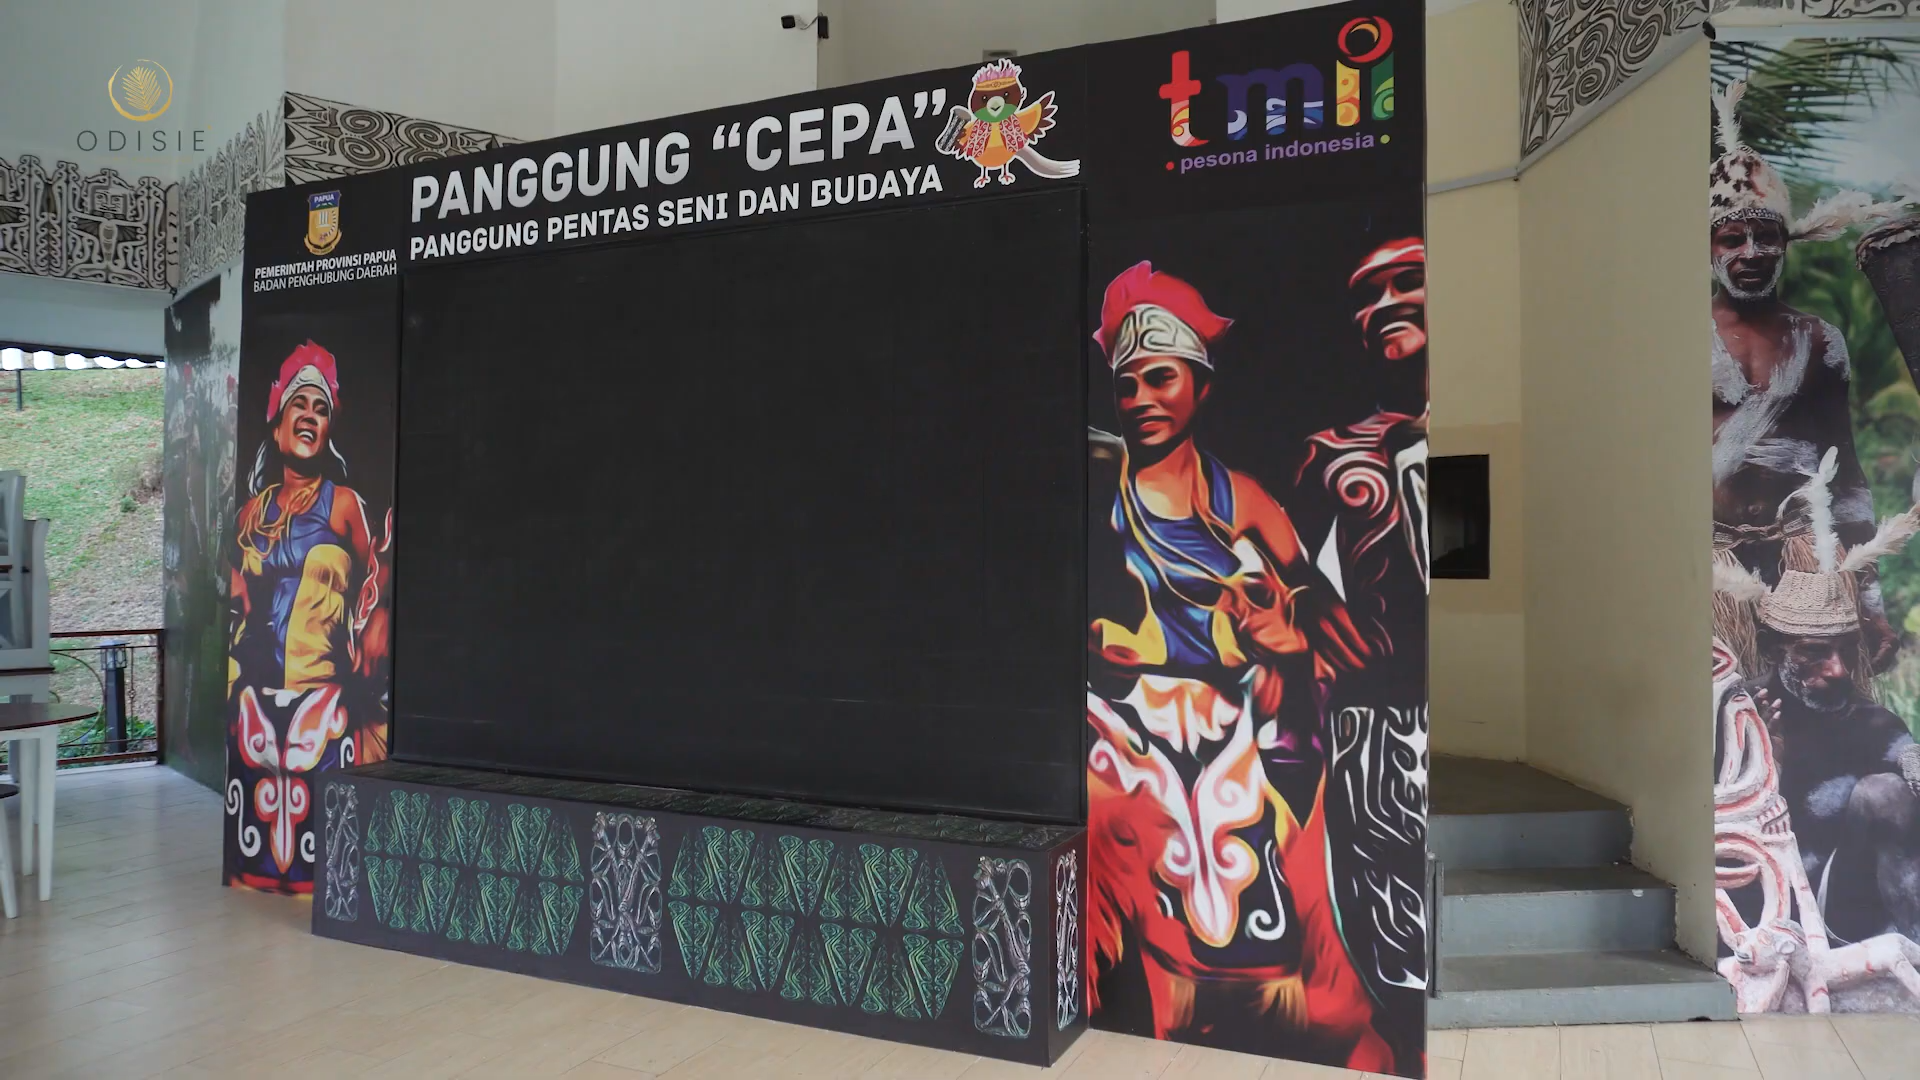 ODISIE
PAPUA
PEMERINTAH PROVINSI PAPUA
BADAN PENGHUBUNG DAERAH
PANGGUNG “CEPA”
PANGGUNG PENTAS SENI DAN BUDAYA
tmii
• pesona indonesia •